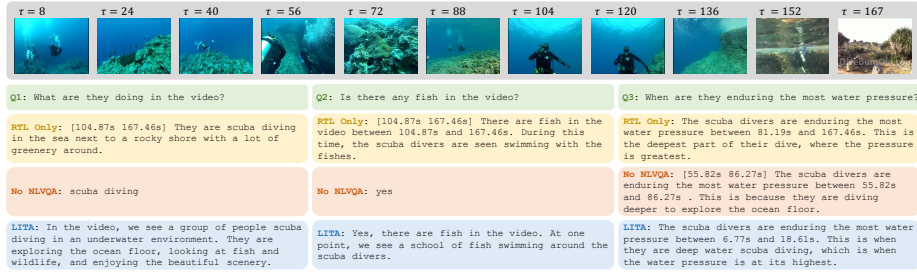 τ = 8 τ = 24 τ = 40 τ = 56 τ = 72 τ = 88 τ = 104 τ = 120 τ = 136 τ = 152 τ = 167
Q1: What are they doing in the video?
RTL Only: [104.87s 167.46s] They are scuba diving
in the sea next to a rocky shore with a lot of
greenery around.
No NLVQA: scuba diving
LITA: In the video, we see a group of people scuba
diving in an underwater environment. They are
exploring the ocean floor, looking at fish and
wildlife, and enjoying the beautiful scenery.
Q2: Is there any fish in the video?
RTL Only: [104.87s 167.46s] There are fish in the
video between 104.87s and 167.46s. During this
time, the scuba divers are seen swimming with the
fishes.
No NLVQA: yes
LITA: Yes, there are fish in the video. At one
point, we see a school of fish swimming around the
scuba divers.
Q3: When are they enduring the most water pressure?
RTL Only: The scuba divers are enduring the most
water pressure between 81.19s and 167.46s. This is
the deepest part of their dive, where the pressure
is greatest.
No NLVQA: [55.82s 86.27s] The scuba divers are
enduring the most water pressure between 55.82s
and 86.27s . This is because they are diving
deeper to explore the ocean floor.
LITA: The scuba divers are enduring the most water
pressure between 6.77s and 18.61s. This is when
they are deep water scuba diving, which is when
the water pressure is at its highest.